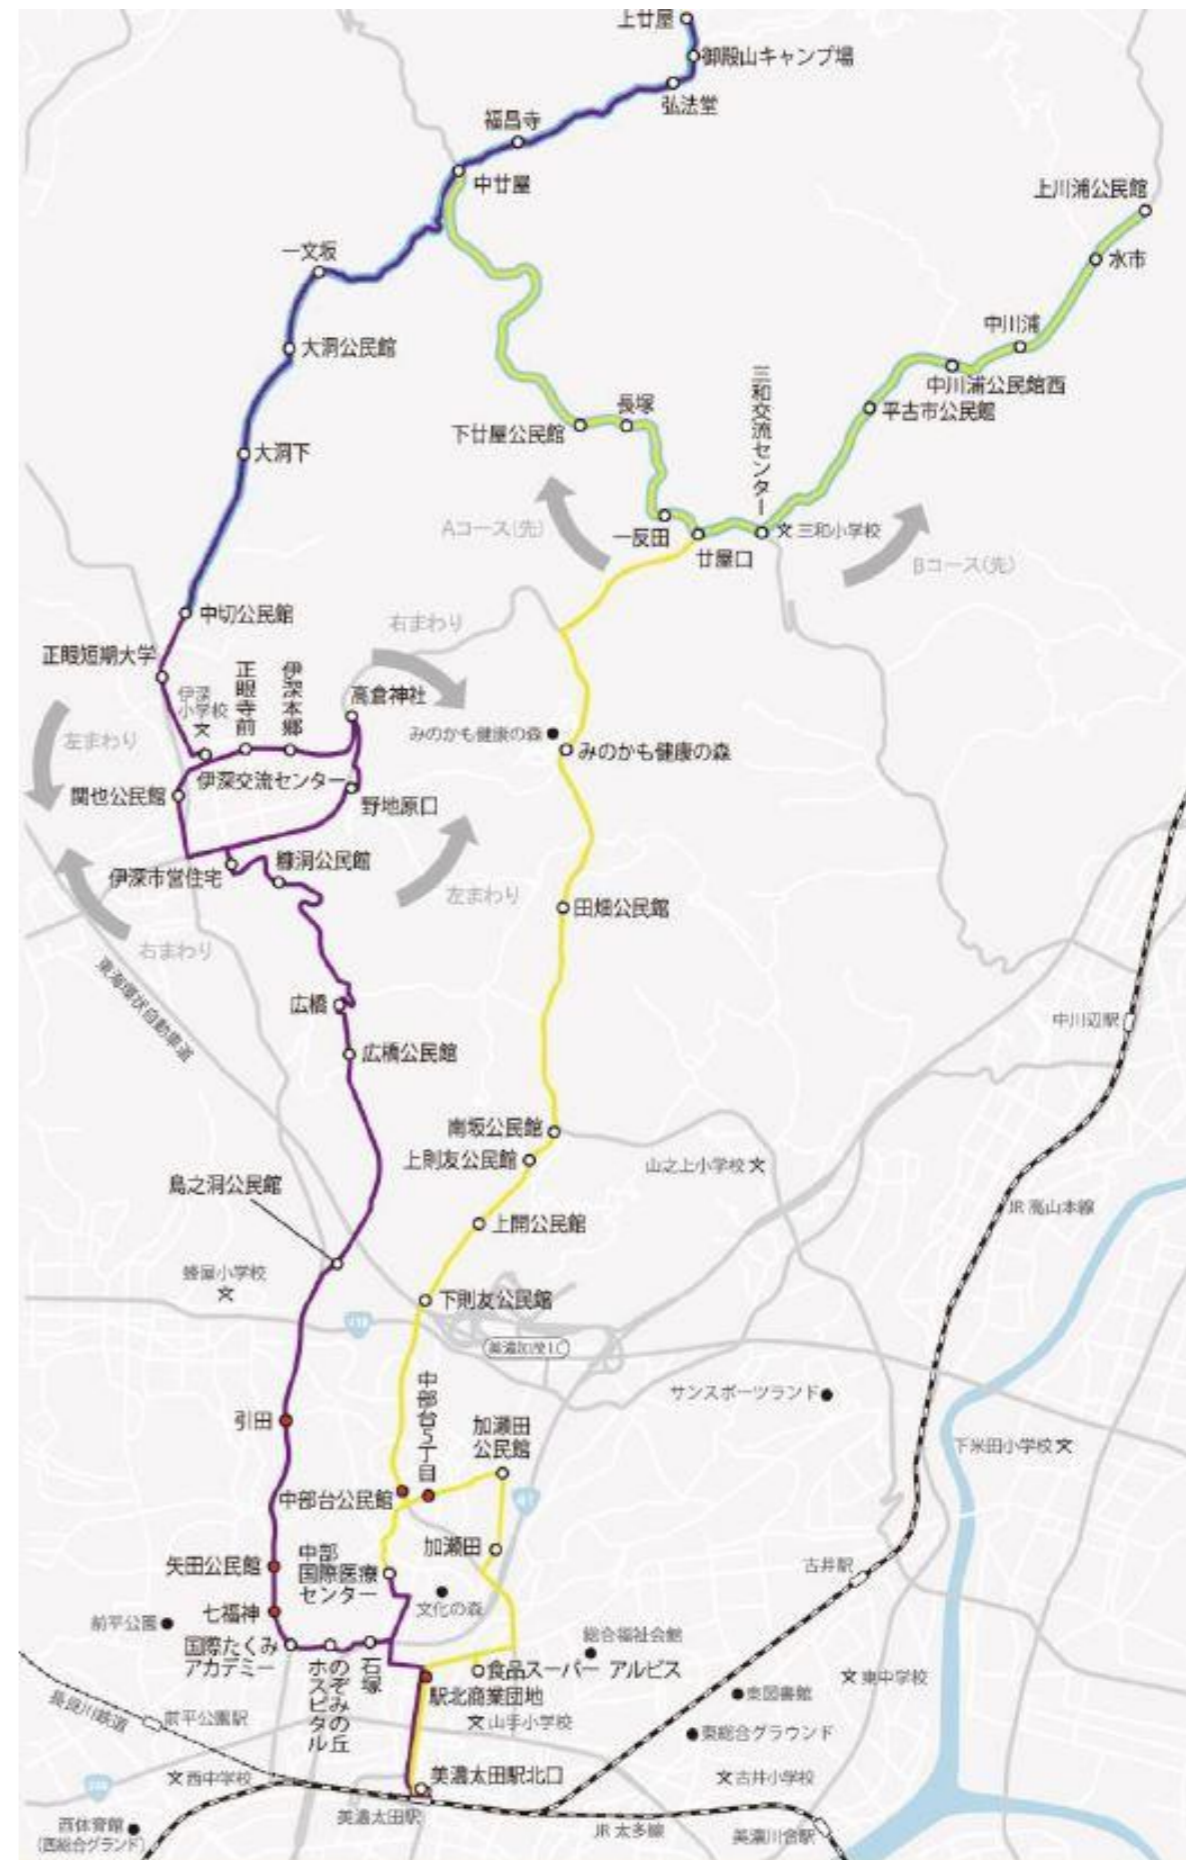 上廿屋
御殿山キャンプ場
弘法堂
福昌寺
中廿屋
上川浦公民館
水市
一文坂
中川浦
大洞公民館
中川浦公民館西
三和交流センター
平古市公民館
長塚
下廿屋公民館
大洞下
Aコース(先)
一反田
廿屋口
三和小学校
Bコース(先)
中切公民館
右まわり
正眼短期大学
正眼寺前
伊深本郷
伊深
小学校
高倉神社
左まわり
みのかも健康の森
みのかも健康の森
伊深交流センター
関也公民館
野地原口
糠洞公民館
伊深市営住宅
左まわり
右まわり
田畑公民館
東海環状自動車道
広橋
中川辺駅
広橋公民館
南坂公民館
上則友公民館
山之上小学校
鳥之洞公民館
JR 高山本線
上開公民館
蜂屋小学校
下則友公民館
418
美濃加茂I.C
中部台5丁目
サンスポーツランド
引田
加瀬田
公民館
下米田小学校
中部台公民館
41
加瀬田
矢田公民館
中部
国際医療
センター
古井駅
文化の森
七福神
前平公園
総合福祉会館
国際たくみ
アカデミー
のぞみの丘
ホスピタル
石塚
食品スーパー アルビス
東中学校
駅北商業団地
東図書館
長良川鉄道
前平公園駅
山手小学校
東総合グラウンド
美濃太田駅北口
西中学校
古井小学校
美濃太田駅
西体育館
(西総合グランド)
JR 太多線
美濃川合駅